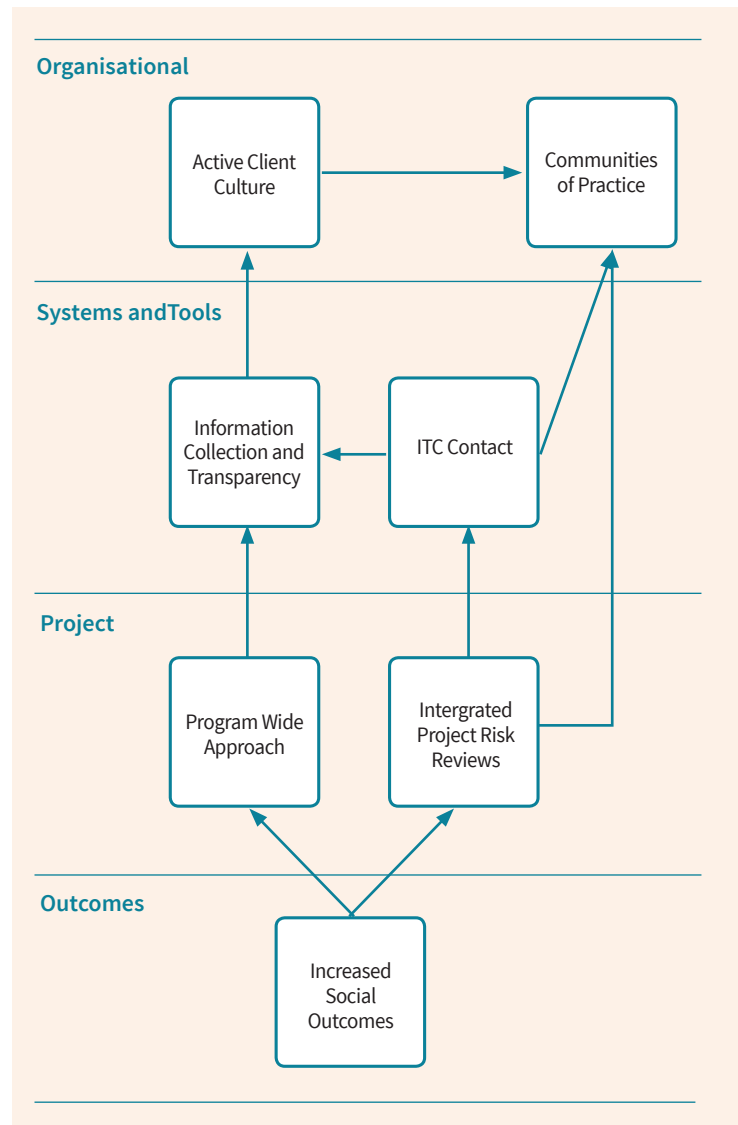 Organisational
Active Client
Culture
Communities
of Practice
Systems andTools
Information
Collection and
Transparency
ITC Contact
Project
Program Wide
Approach
Intergrated
Project Risk
Reviews
Outcomes
Increased
Social
Outcomes